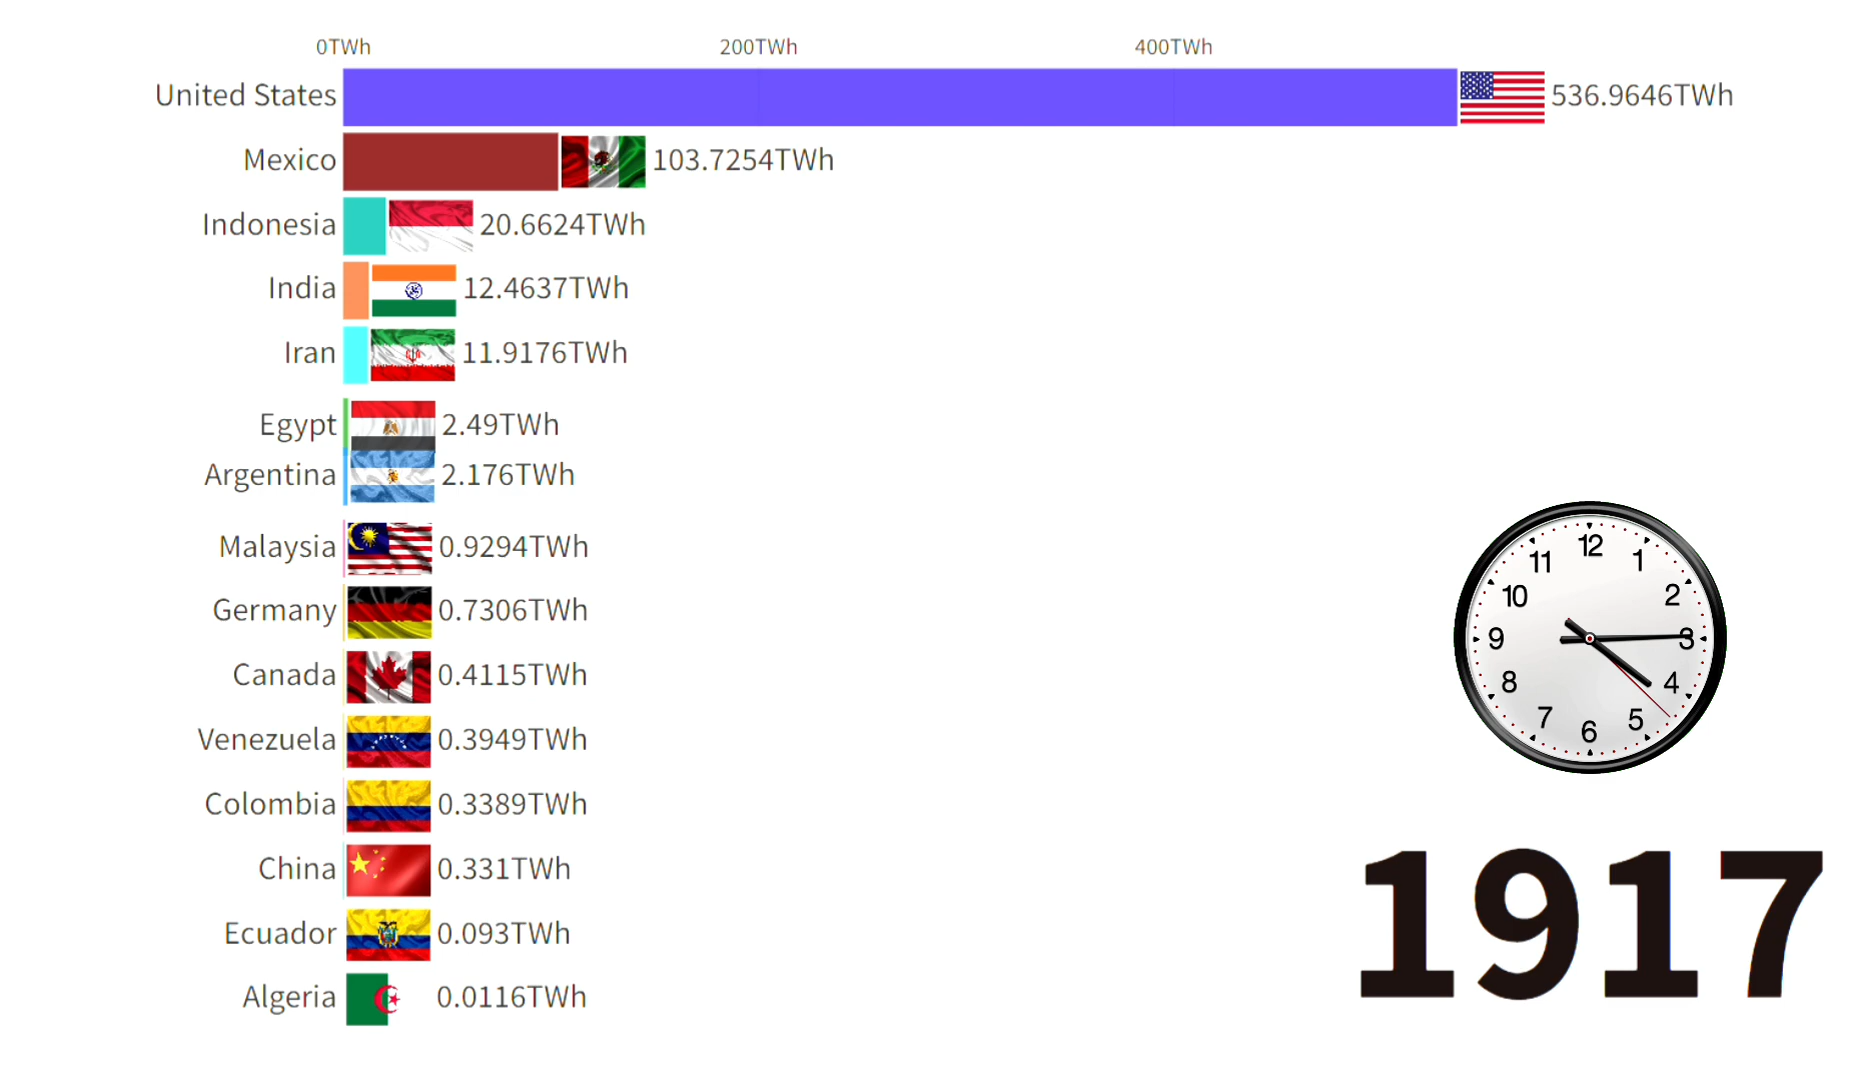 0TWh 200TWh 400TWh
United States 536.9646TWh
Mexico 103.7254TWh
Indonesia 20.6624TWh
India 12.4637TWh
Iran 11.9176TWh
Egypt 2.49TWh
Argentina 2.176TWh
Malaysia 0.9294TWh
Germany 0.7306TWh
Canada 0.4115TWh
Venezuela 0.3949TWh
Colombia 0.3389TWh
China 0.331TWh
Ecuador 0.093TWh
Algeria 0.0116TWh
12
1
2
3
4
5
6
7
8
9
10
11
1917